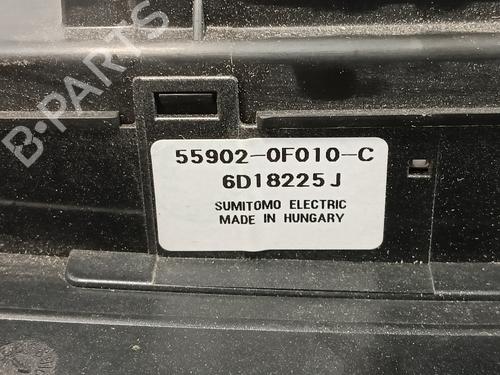 B-PARTS
55902-0F010-C
6D18225J
SUMITOMO ELECTRIC
MADE IN HUNGARY